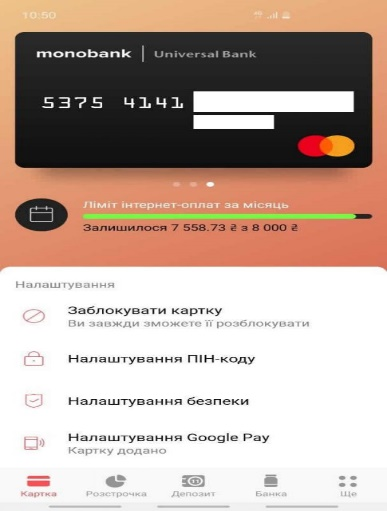 10:50
monobank | Universal Bank
5375 4141
Ліміт інтернет-оплат за місяць
Залишилося 7 558.73 ₴ з 8 000 ₴
Налаштування
Заблокувати картку
Ви завжди зможете її розблокувати
Налаштування ПІН-коду
Налаштування безпеки
Налаштування Google Pay
Картку додано
Картка Розстрочка Депозит Банка Ще